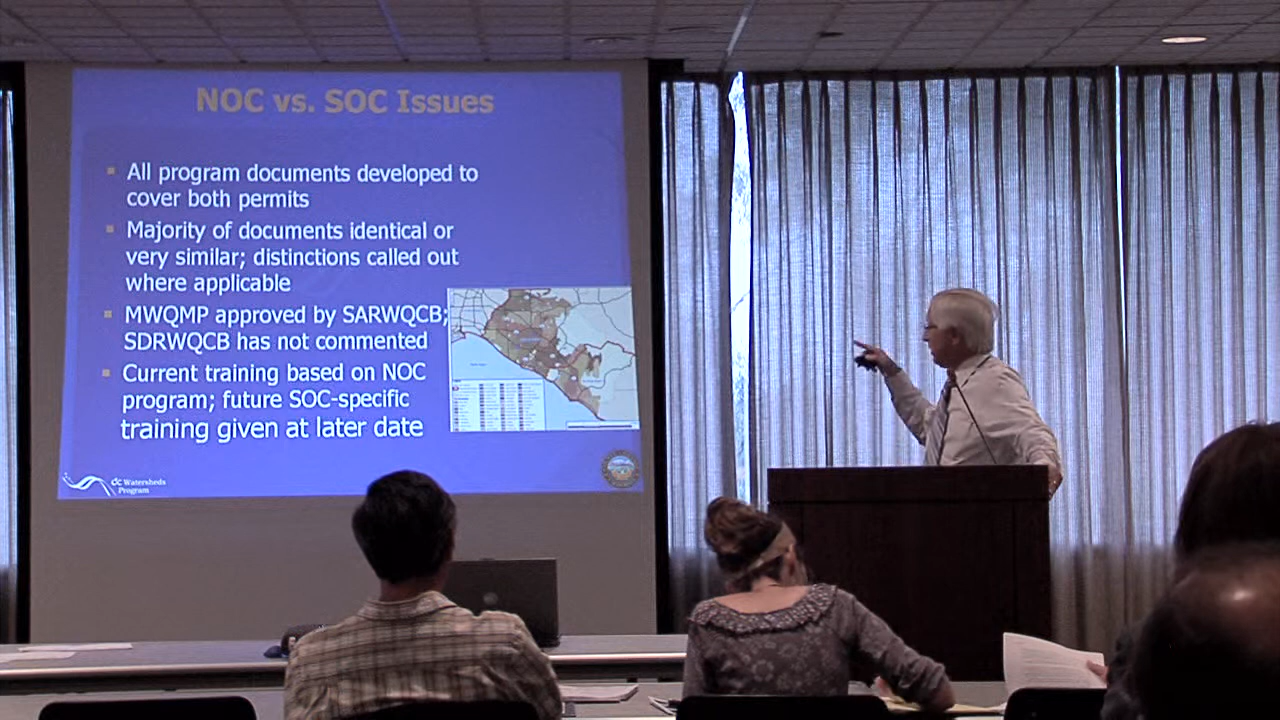 NOC vs. SOC Issues
All program documents developed to
cover both permits
Majority of documents identical or
very similar; distinctions called out
where applicable
MWQMP approved by SARWQCB;
SDRWQCB has not commented
Current training based on NOC
program; future SOC-specific
training given at later date
OC Watersheds
Program